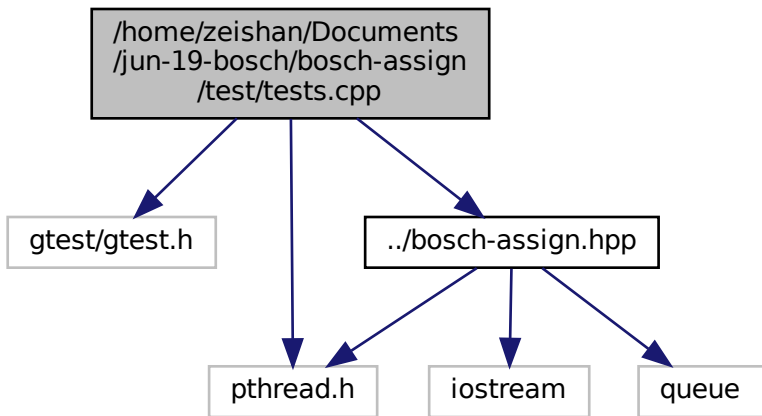 /home/zeishan/Documents
/jun-19-bosch/bosch-assign
/test/tests.cpp
gtest/gtest.h
../bosch-assign.hpp
pthread.h
iostream
queue